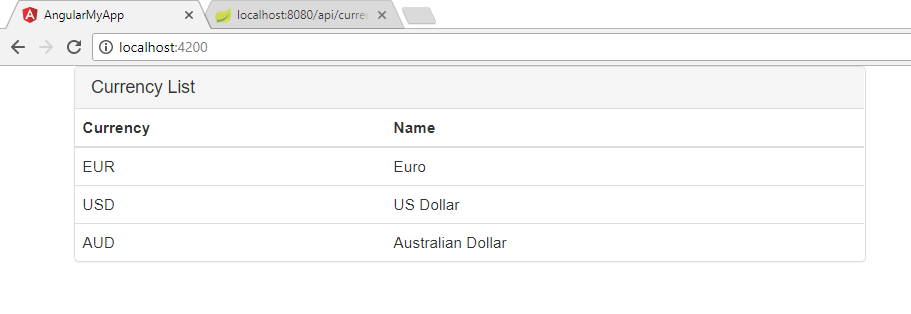 AngularMyApp localhost:8080/api/curre
localhost:4200
Currency List
Currency Name
EUR Euro
USD US Dollar
AUD Australian Dollar